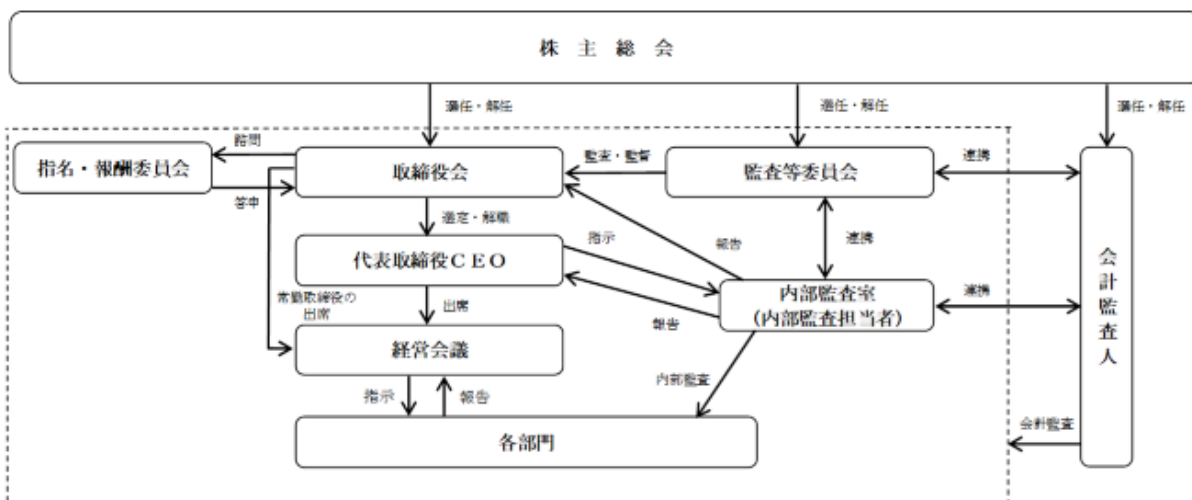 株主総会
選任・解任
選任・解任
選任・解任
諮問
指名・報酬委員会
答申
取締役会
監査・監督
監査等委員会
連携
選定・解職
指示
報告
連携
代表取締役CEO
常勤取締役の
出席
出席
報告
内部監査室
(内部監査担当者)
連携
会計監査人
経営会議
指示
報告
内部監査
各部門
会計監査